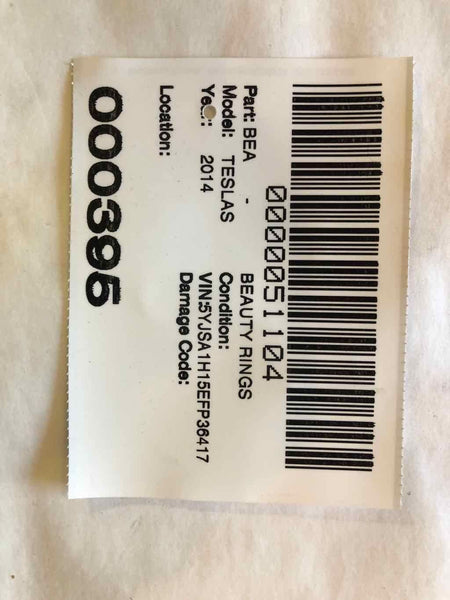 0000051104
Part: BEA - BEAUTY RINGS
Model: TESLAS Condition:
Year: 2014 VIN:5YJSA1H15EFP36417
Damage Code:
Location:
000395